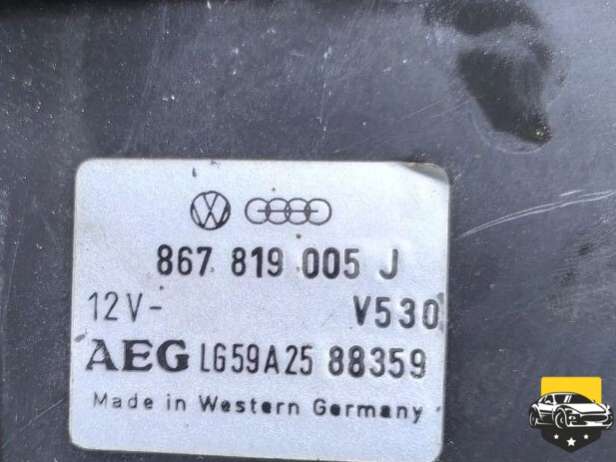 867 819 005 J
12V- V530
AEG LG59A25 88359
Made in Western Germany